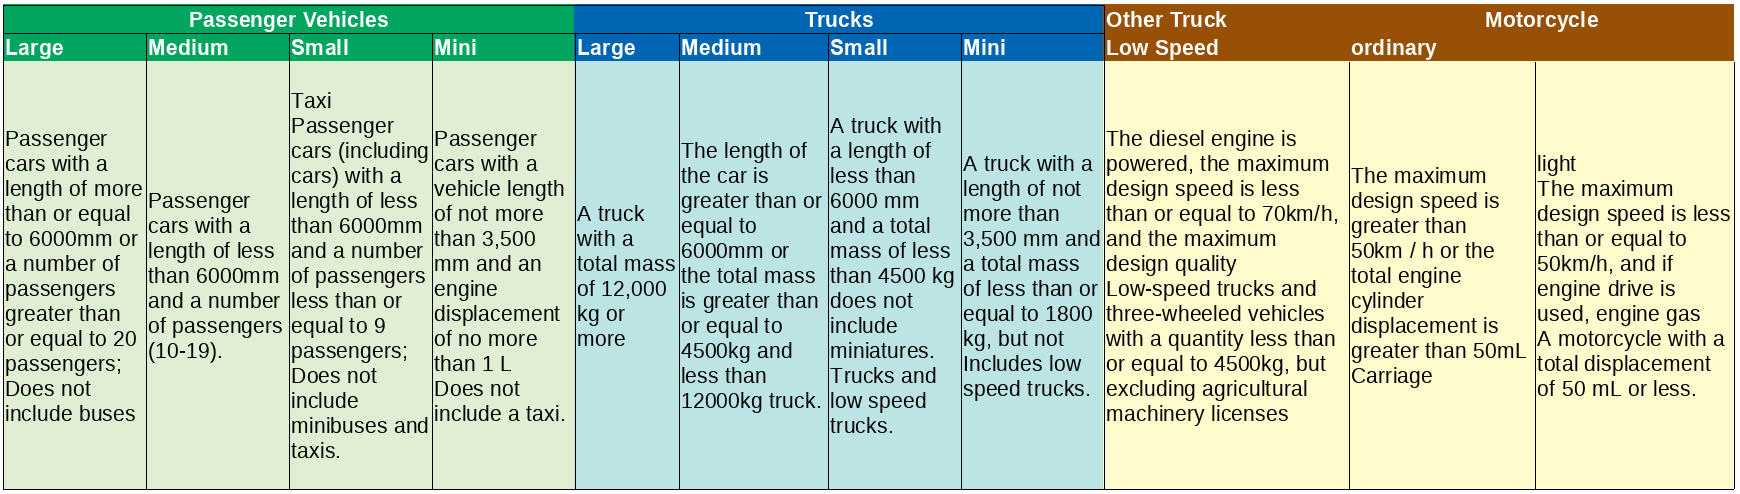 Passenger Vehicles
Trucks
Other Truck
Motorcycle
Large
Medium
Small
Mini
Large
Medium
Small
Mini
Low Speed
ordinary
Passenger
cars with a
length of more
than or equal
to 6000mm or
a number of
passengers
greater than
or equal to 20
passengers;
Does not
include buses
Passenger
cars with a
length of less
than 6000mm
and a number
of passengers
(10-19).
Taxi
Passenger
cars (including
cars) with a
length of less
than 6000mm
and a number
of passengers
less than or
equal to 9
passengers;
Does not
include
minibuses and
taxis.
Passenger
cars with a
vehicle length
of not more
than 3,500
mm and an
engine
displacement
of no more
than 1 L
Does not
include a taxi.
A truck
with a
total mass
of 12,000
kg or
more
The length of
the car is
greater than or
equal to
6000mm or
the total mass
is greater than
or equal to
4500kg and
less than
12000kg truck.
A truck with
a length of
less than
6000 mm
and a total
mass of less
than 4500 kg
does not
include
miniatures.
Trucks and
low speed
trucks.
A truck with a
length of not
more than
3,500 mm and
a total mass
of less than or
equal to 1800
kg, but not
Includes low
speed trucks.
The diesel engine is
powered, the maximum
design speed is less
than or equal to 70km/h,
and the maximum
design quality
Low-speed trucks and
three-wheeled vehicles
with a quantity less than
or equal to 4500kg, but
excluding agricultural
machinery licenses
The maximum
design speed is
greater than
50km / h or the
total engine
cylinder
displacement is
greater than 50mL
Carriage
light
The maximum
design speed is less
than or equal to
50km/h, and if
engine drive is
used, engine gas
A motorcycle with a
total displacement
of 50 mL or less.